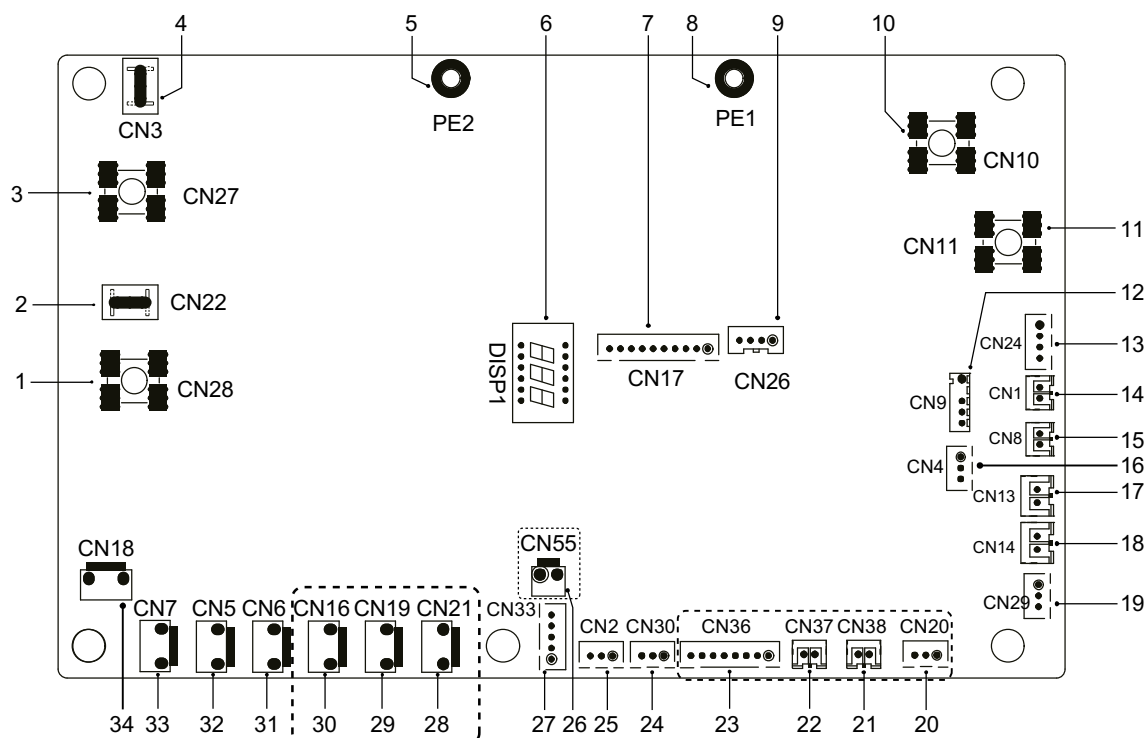 4 5 6 7 8 9 10
CN3
PE2
PE1
CN10
3 CN27
CN11 11
2 CN22
12
CN24 13
DISP1
CN17
CN26
1 CN28
CN9
CN1 14
CN8 15
CN4 16
CN13 17
CN14 18
CN29 19
CN18
CN55
CN7 CN5 CN6 CN16 CN19 CN21 CN33 CN2 CN30 CN36 CN37 CN38 CN20
34 33 32 31 30 29 28 27 26 25 24 23 22 21 20